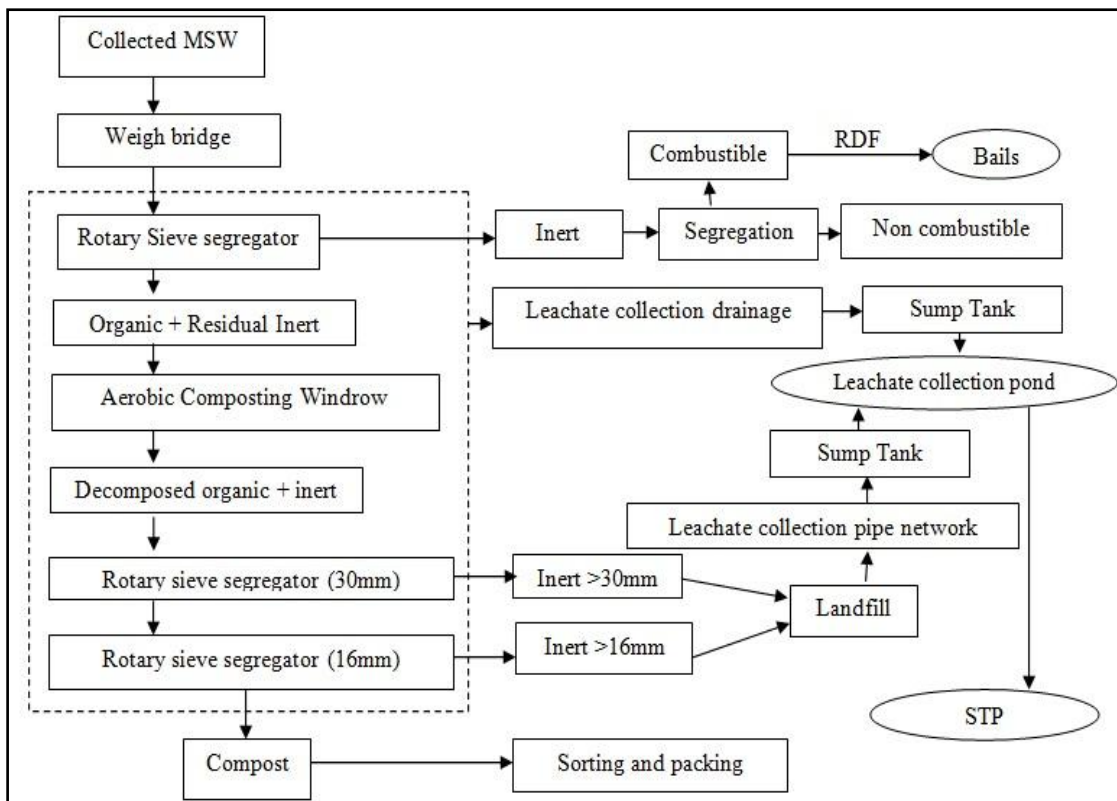 Collected MSW
Weigh bridge
Combustible
RDF
Bails
Rotary Sieve segregator
Inert
Segregation
Non combustible
Organic + Residual Inert
Leachate collection drainage
Sump Tank
Aerobic Composting Windrow
Leachate collection pond
Sump Tank
Decomposed organic + inert
Leachate collection pipe network
Rotary sieve segregator (30mm)
Inert >30mm
Landfill
Rotary sieve segregator (16mm)
Inert >16mm
STP
Compost
Sorting and packing